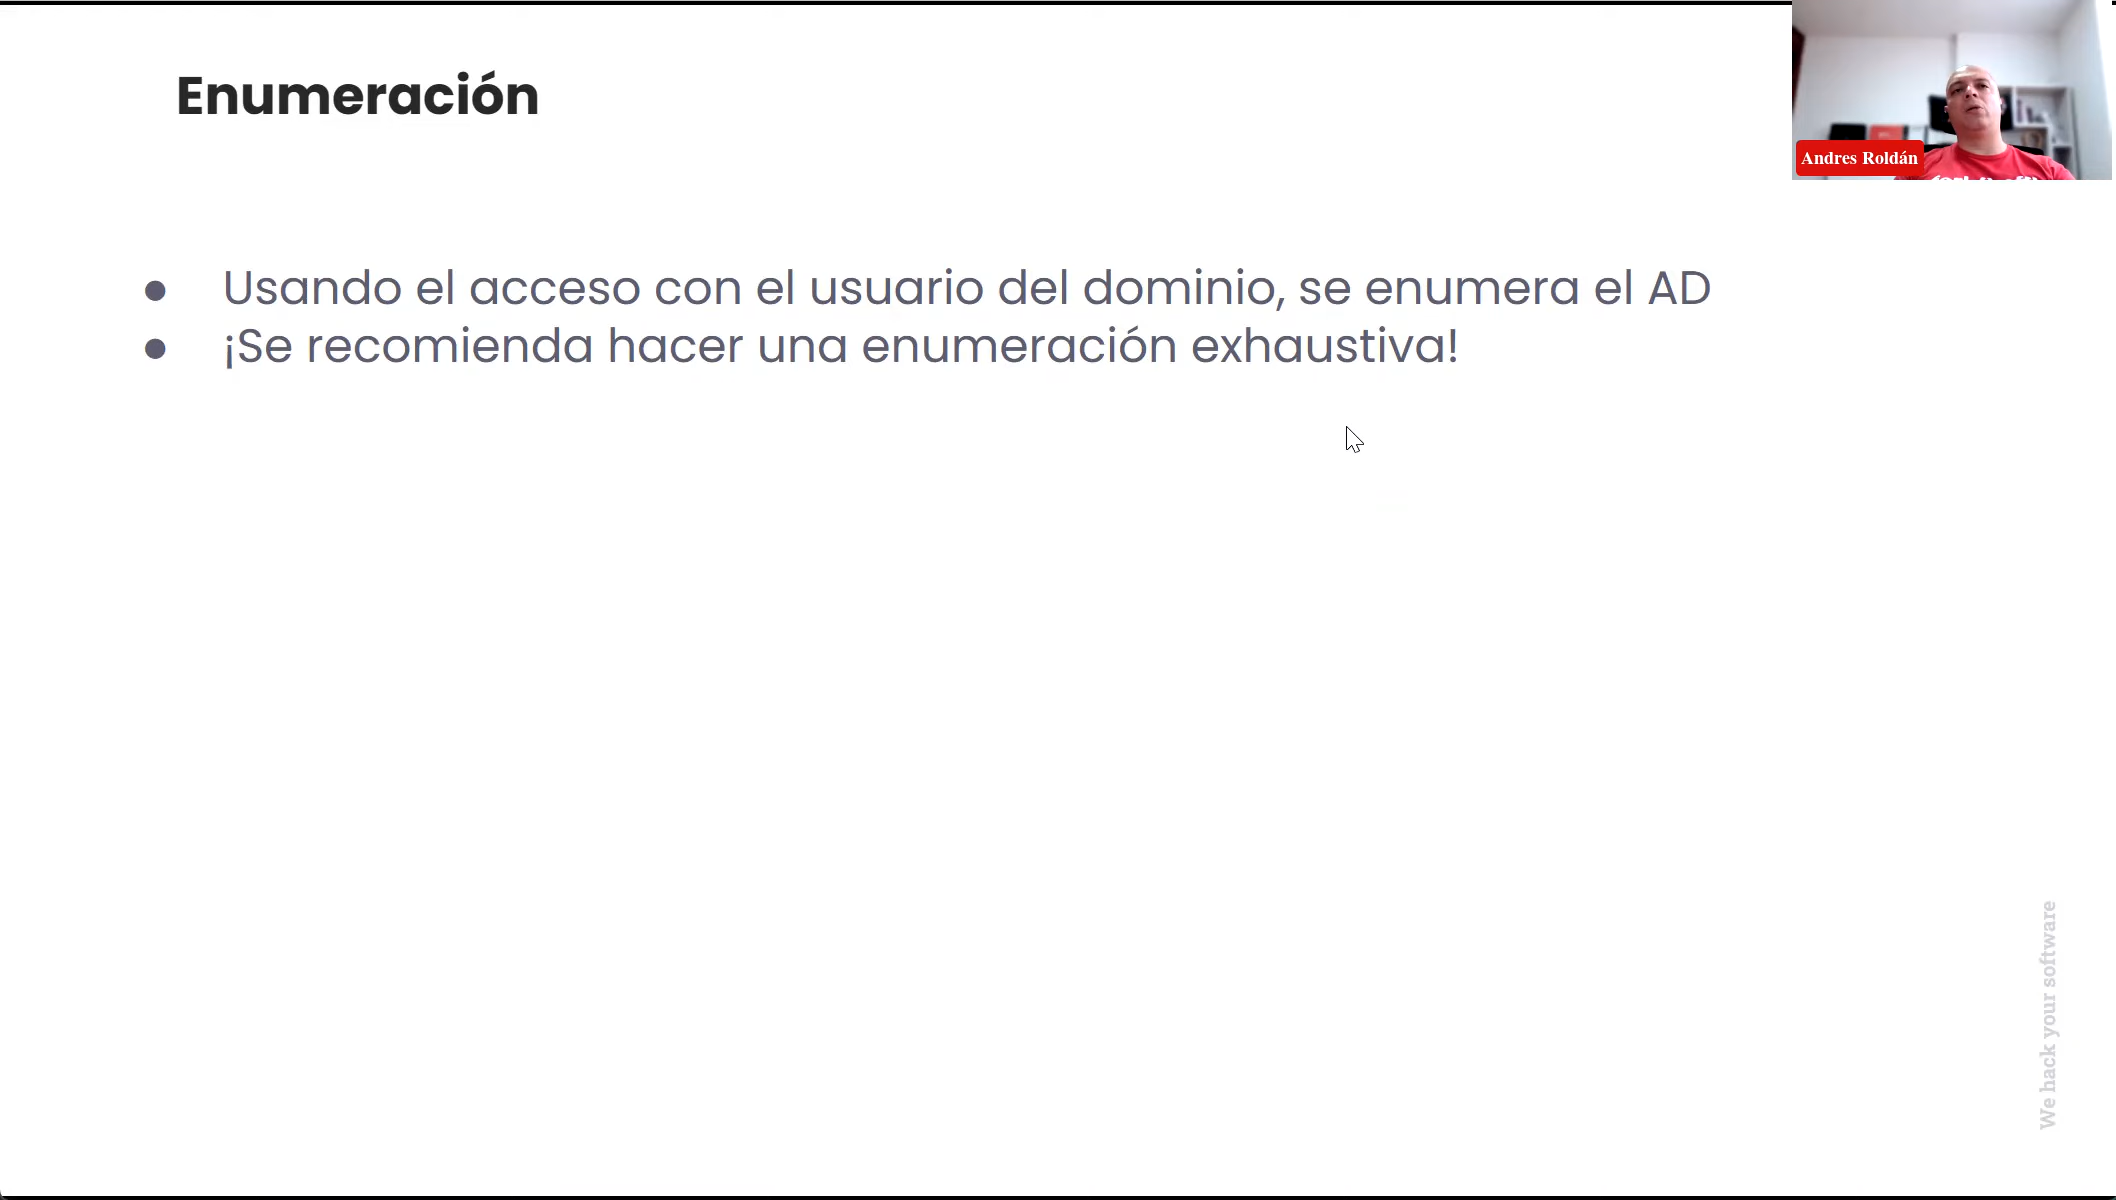 Enumeración
Andres Roldán
● Usando el acceso con el usuario del dominio, se enumera el AD
● ¡Se recomienda hacer una enumeración exhaustiva!
We hack your software